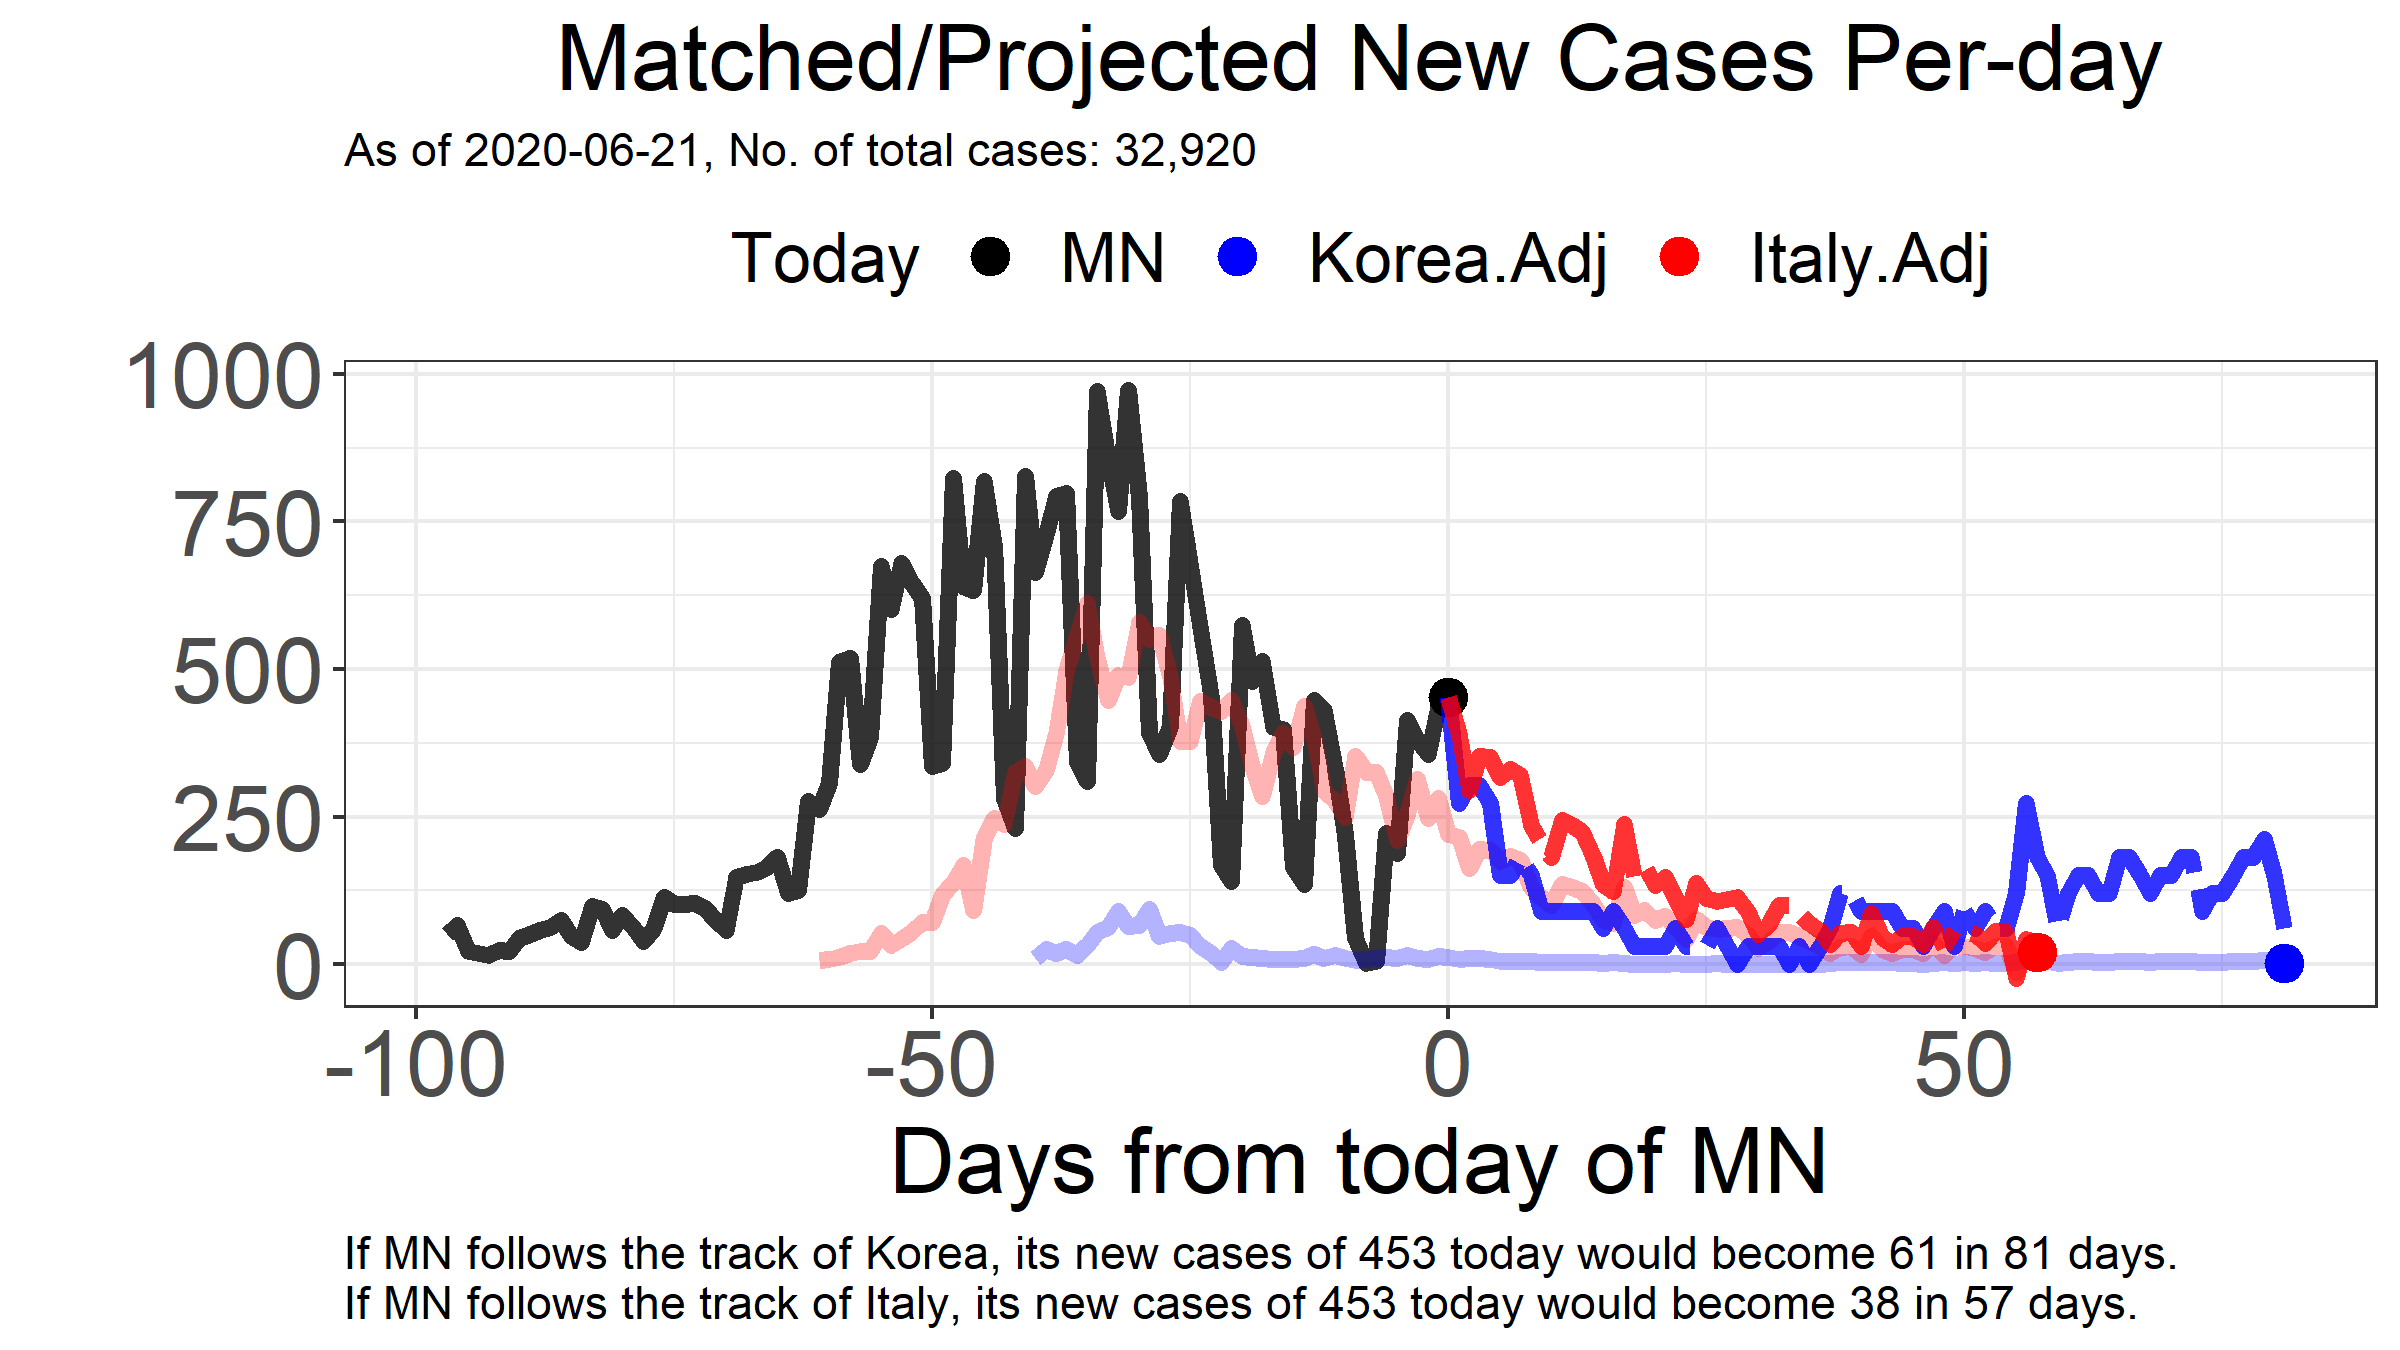 Matched/Projected New Cases Per-day
As of 2020-06-21, No. of total cases: 32,920
Today MN Korea.Adj Italy.Adj
1000
750
500
250
0
-100 -50 0 50
Days from today of MN
If MN follows the track of Korea, its new cases of 453 today would become 61 in 81 days.
If MN follows the track of Italy, its new cases of 453 today would become 38 in 57 days.